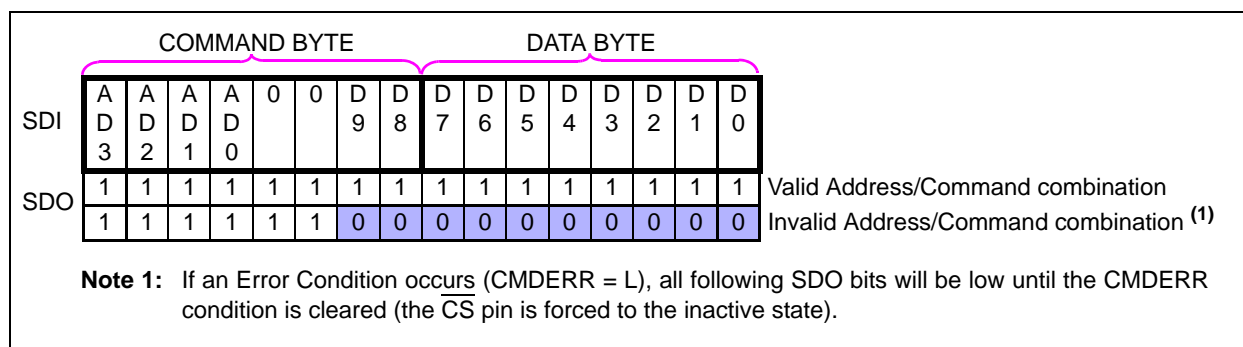 COMMAND BYTE DATA BYTE
SDI A D 3 A D 2 A D 1 A D 0 0 0 D 9 D 8 D 7 D 6 D 5 D 4 D 3 D 2 D 1 D 0
SDO 1 1 1 1 1 1 1 1 1 1 1 1 1 1 1 1 Valid Address/Command combination
1 1 1 1 1 1 0 0 0 0 0 0 0 0 0 0 Invalid Address/Command combination (1)
Note 1: If an Error Condition occurs (CMDERR = L), all following SDO bits will be low until the CMDERR
condition is cleared (the CS pin is forced to the inactive state).